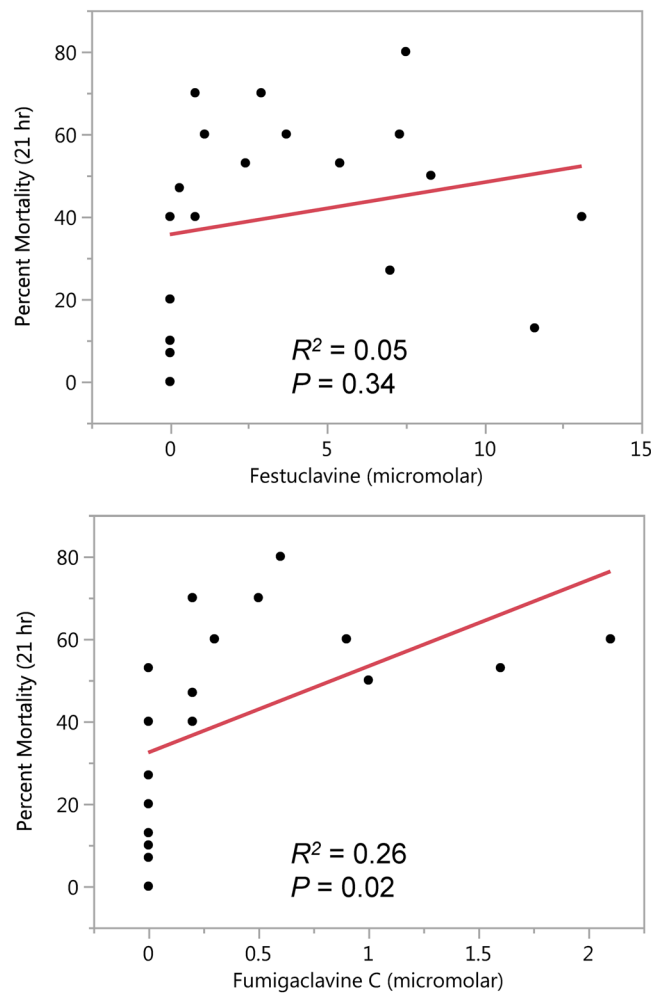 Percent Mortality (21 hr)
80
60
40
20
0
R² = 0.05
P = 0.34
0
5
10
15
Festuclavine (micromolar)
Percent Mortality (21 hr)
80
60
40
20
0
R² = 0.26
P = 0.02
0
0.5
1
1.5
2
Fumigaclavine C (micromolar)